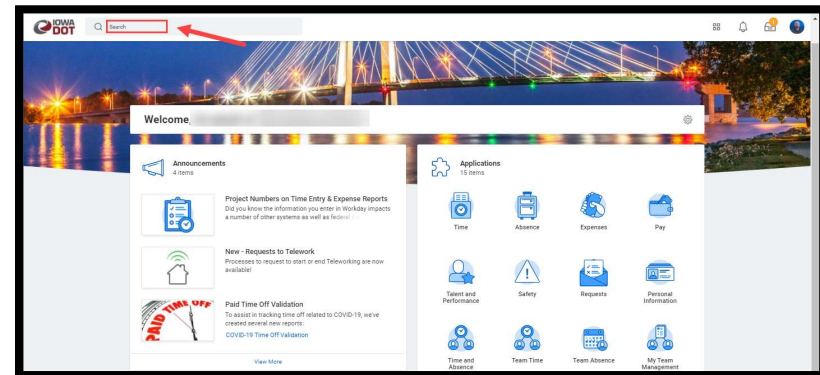 IOWA
DOT
Search
1
Welcome,
Announcements
4 items
Project Numbers on Time Entry & Expense Reports
Did you know the information you enter in Workday impacts
a number of other systems as well as federal
New - Requests to Telework
Processes to request to start or end Teleworking are now
available!
PAID TIME OFF
Paid Time Off Validation
To assist in tracking time off related to COVID-19, we've
created several new reports:
COVID-19 Time Off Validation
View More
Applications
15 items
Time
Absence
Expenses
Pay
Talent and
Performance
Safety
Requests
Personal
Information
Time and
Absence
Team Time
Team Absence
My Team
Management